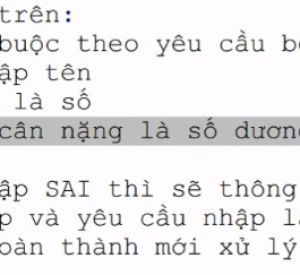 trên:
buộc theo yêu cầu
ập tên
là số
cân nặng là số dương
ập SAI thì sẽ thông
và yêu cầu nhập
oàn thành mới xử lý